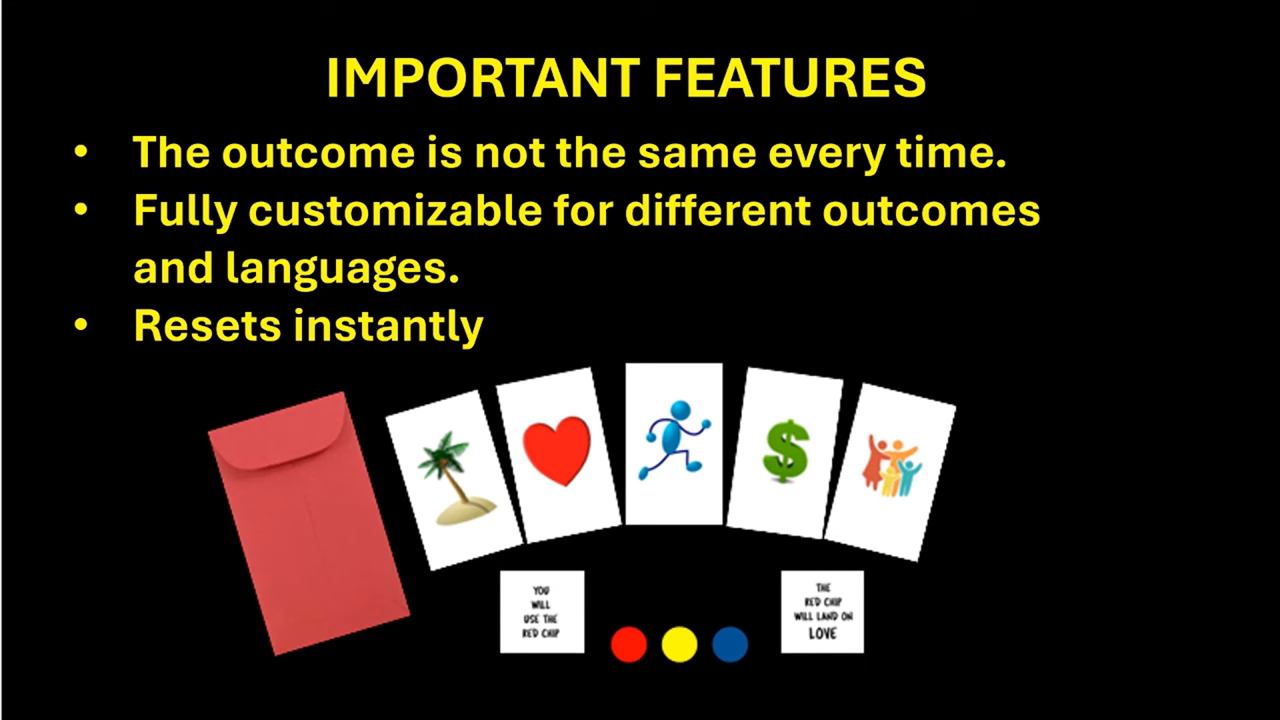 IMPORTANT FEATURES
• The outcome is not the same every time.
• Fully customizable for different outcomes
and languages.
• Resets instantly
$
YOU
WILL
USE THE
RED CHIP
THE
RED CHIP
WILL LAND ON
LOVE